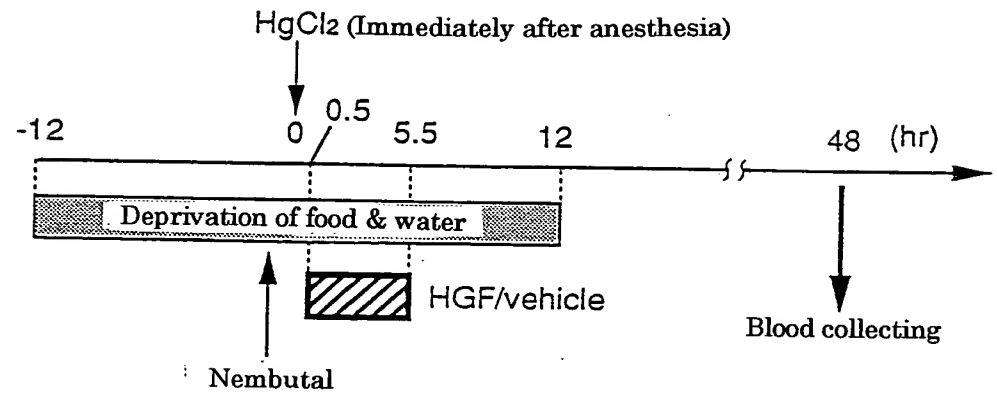 HgCl2 (Immediately after anesthesia)
0.5
-12 0 5.5 12 48 (hr)
Deprivation of food & water
HGF/vehicle
Blood collecting
Nembutal